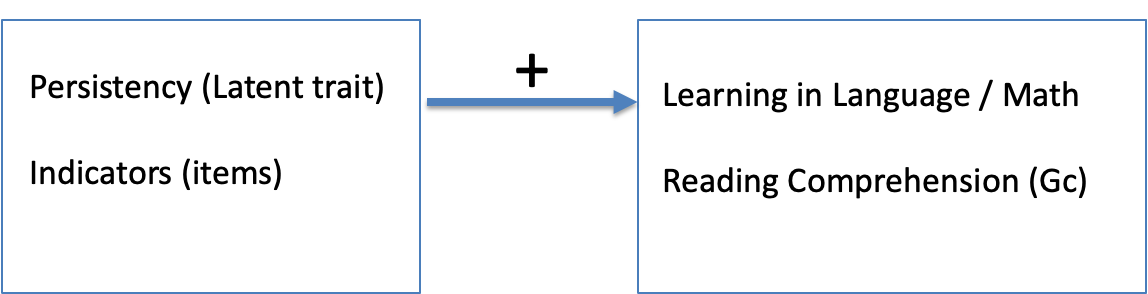 Persistency (Latent trait)
Indicators (items)
+
Learning in Language / Math
Reading Comprehension (Gc)